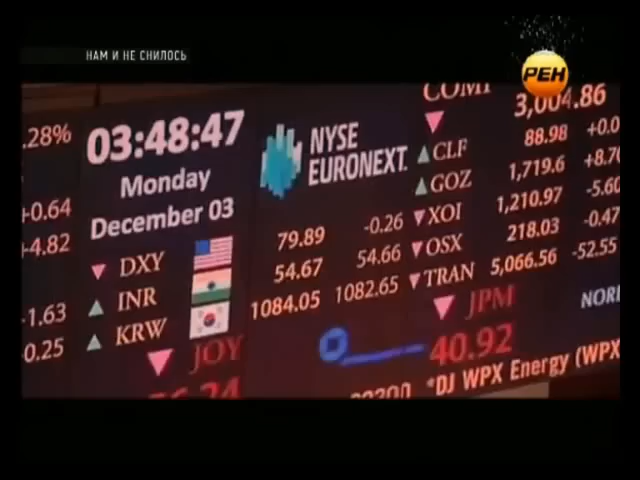 НАМ И НЕ СНИЛОСЬ
РЕН
.28%
03:48:47
Monday
December 03
NYSE
EURONEXT.
3,004.86
CLF 88.98 +0.0
GOZ 1,719.6 +8.70
XOI 1,210.97 -5.60
OSX 218.03 -0.47
TRAN 5,066.56 -52.55
+0.64
-4.82
DXY 79.89 -0.26
INR 54.67 54.66
KRW 1084.05 1082.65
-1.63
0.25
JOY
JPM
40.92
*DJ WPX Energy (WPX